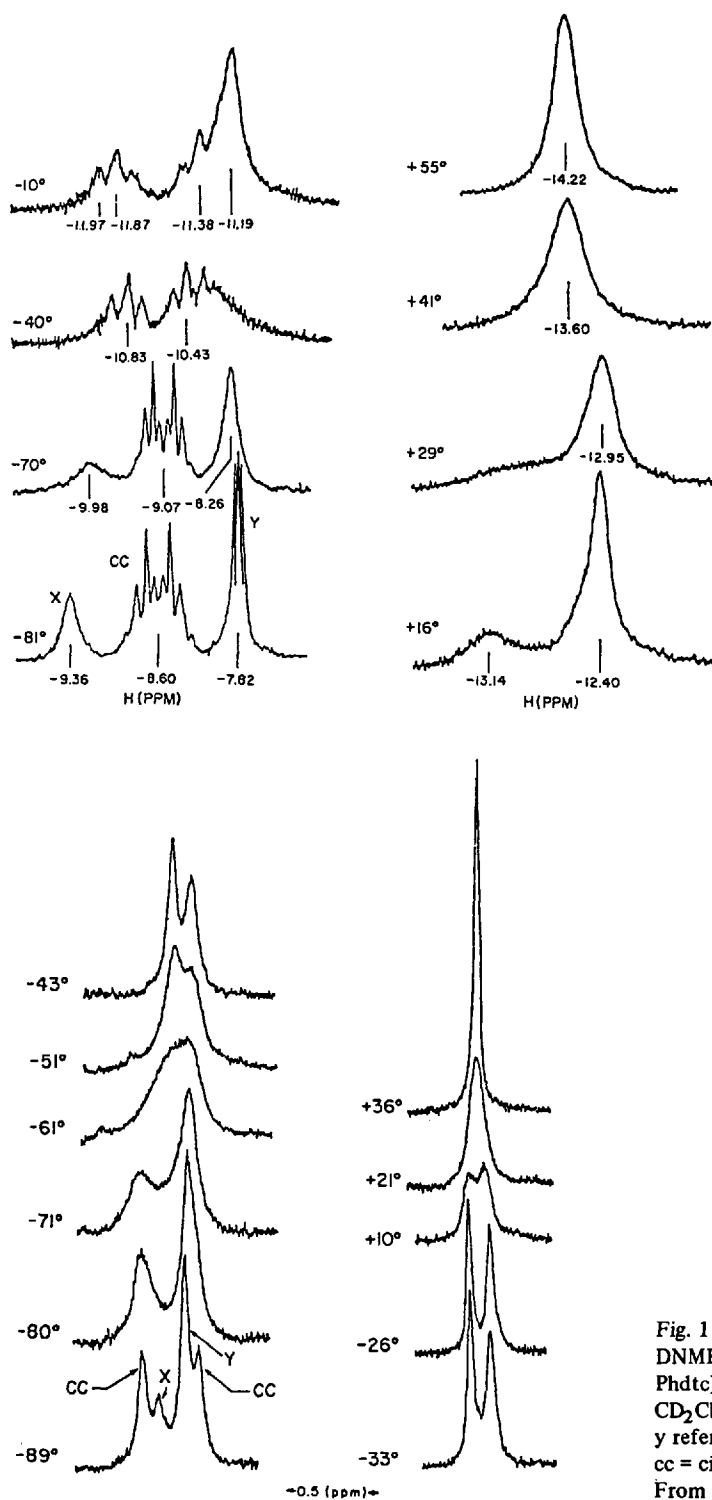 -10°
-11.97 -11.87 -11.38 -11.19
-40°
-10.83 -10.43
-70°
-9.98 -9.07 -8.26
Y
CC
X
-81°
-9.36 -8.60 -7.82
H (PPM)
+55°
-14.22
+41°
-13.60
+29°
-12.95
+16°
-13.14 -12.40
H (PPM)
-43°
-51°
-61°
-71°
-80°
Y
CC X CC
-89°
+36°
+21°
+10°
-26°
-33°
0.5 (ppm)
Fig. 1
DNME
Phdtc)
CD₂Cl
y refer
cc = ci
From